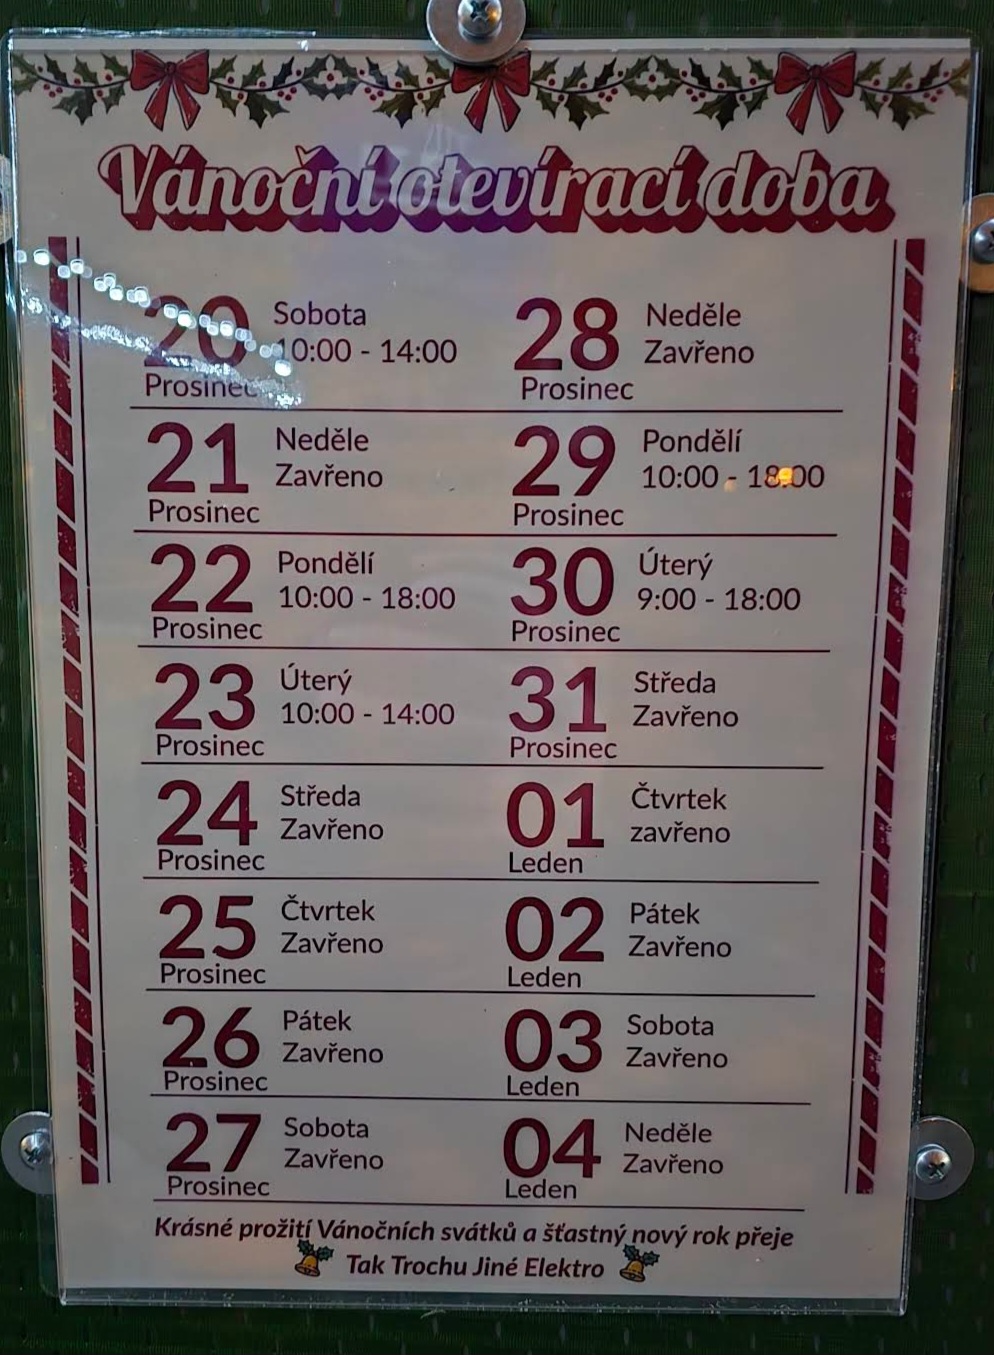 Vánoční otevírací doba
20 Sobota
10:00 - 14:00
Prosinec
21 Neděle
Zavřeno
Prosinec
22 Pondělí
10:00 - 18:00
Prosinec
23 Úterý
10:00 - 14:00
Prosinec
24 Středa
Zavřeno
Prosinec
25 Čtvrtek
Zavřeno
Prosinec
26 Pátek
Zavřeno
Prosinec
27 Sobota
Zavřeno
Prosinec
28 Neděle
Zavřeno
Prosinec
29 Pondělí
10:00 - 18:00
Prosinec
30 Úterý
9:00 - 18:00
Prosinec
31 Středa
Zavřeno
Prosinec
01 Čtvrtek
zavřeno
Leden
02 Pátek
Zavřeno
Leden
03 Sobota
Zavřeno
Leden
04 Neděle
Zavřeno
Leden
Krásné prožití Vánočních svátků a šťastný nový rok přeje
Tak Trochu Jiné Elektro